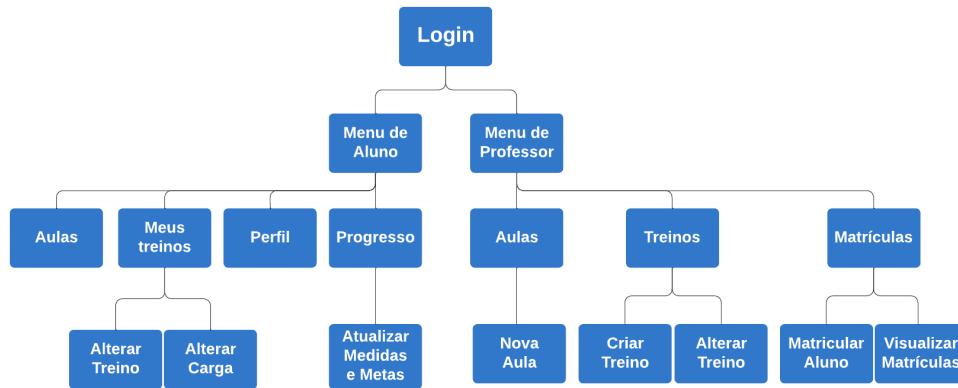 Login
Menu de
Aluno
Menu de
Professor
Aulas
Meus
treinos
Perfil
Progresso
Aulas
Treinos
Matrículas
Alterar
Treino
Alterar
Carga
Atualizar
Medidas
e Metas
Nova
Aula
Criar
Treino
Alterar
Treino
Matricular
Aluno
Visualizar
Matrículas